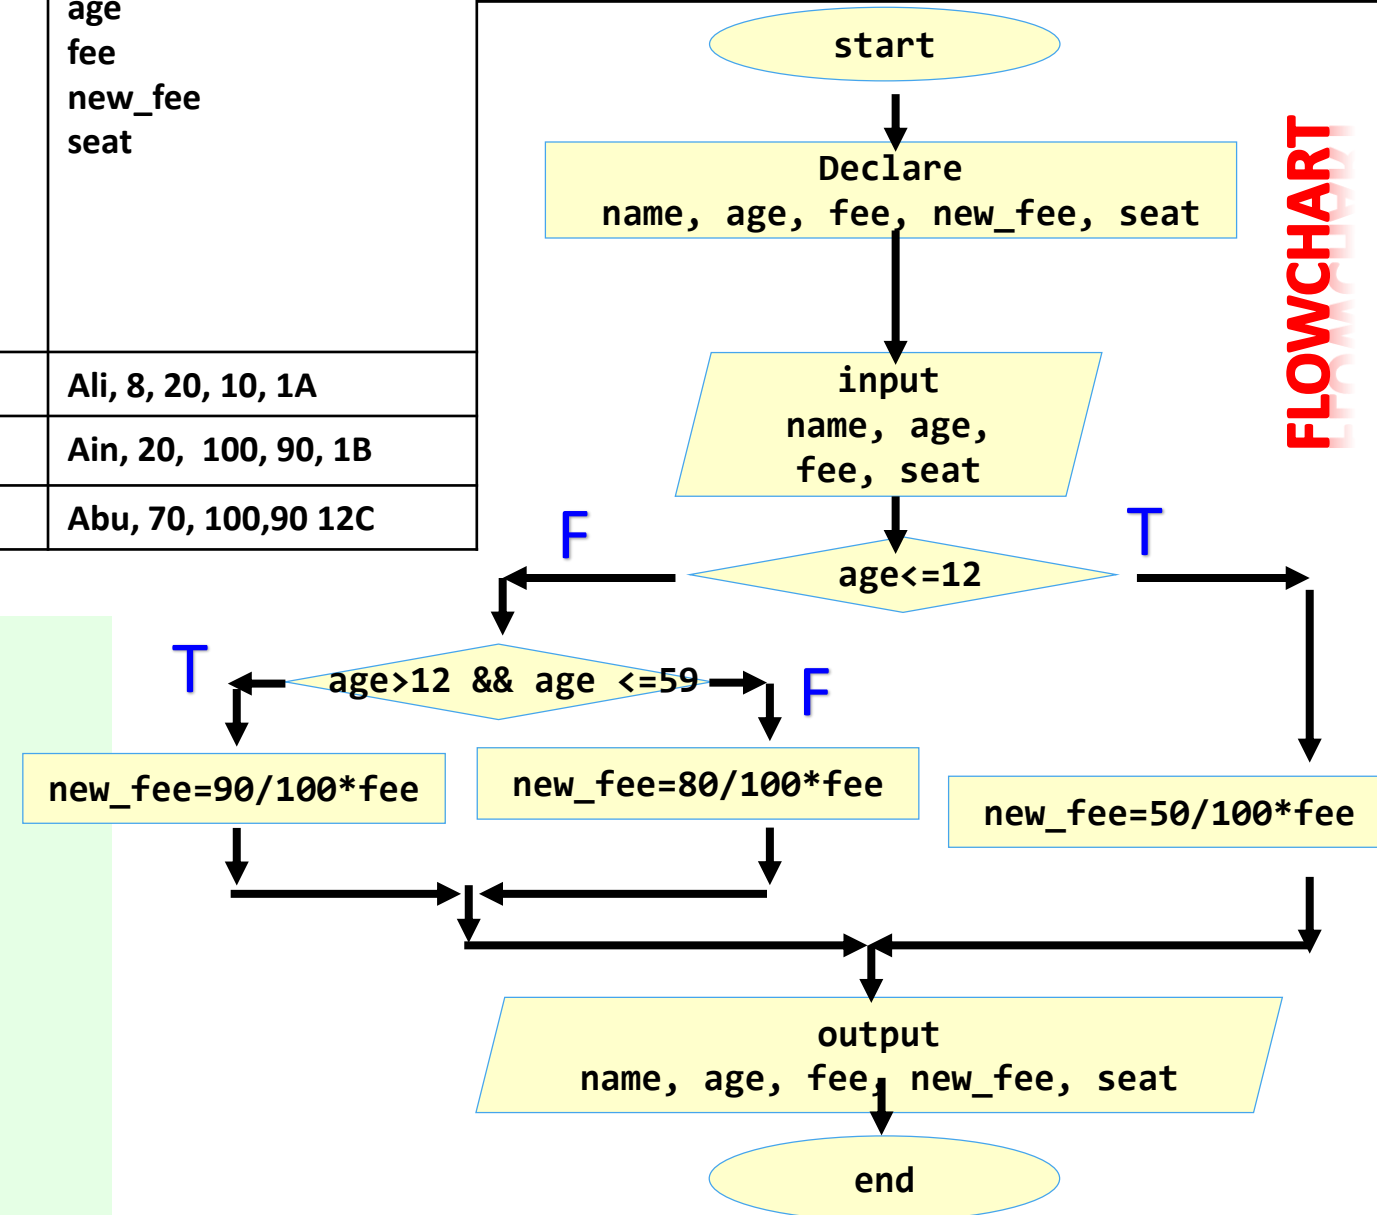 age
fee
new_fee
seat
Ali, 8, 20, 10, 1A
Ain, 20, 100, 90, 1B
Abu, 70, 100,90 12C
start
Declare
name, age, fee, new_fee, seat
input
name, age,
fee, seat
F
T
age<=12
T
age>12 && age <=59
F
new_fee=90/100*fee
new_fee=80/100*fee
new_fee=50/100*fee
output
name, age, fee, new_fee, seat
end
FLOWCHART